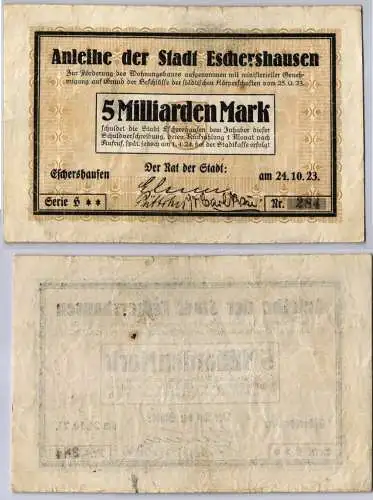 Anleihe der Stadt Eschershausen
Zur Förderung des Wohnungsbaues aufgenommen mit ministerieller Geneh-
migung auf Grund der Beschlüsse der städtischen Körperschaften vom 25. 9. 23.
5 Milliarden Mark
schuldet die Stadt Eschershausen dem Inhaber dieser
Schuldverschreibung, deren Rückzahlung 1 Monat nach
Aufruf, spät. jedoch am 1. 4. 24. bei der Stadtkasse erfolgt
Der Rat der Stadt:
Eschershausen
am 24. 10. 23.
Serie H * *
Nr. 284